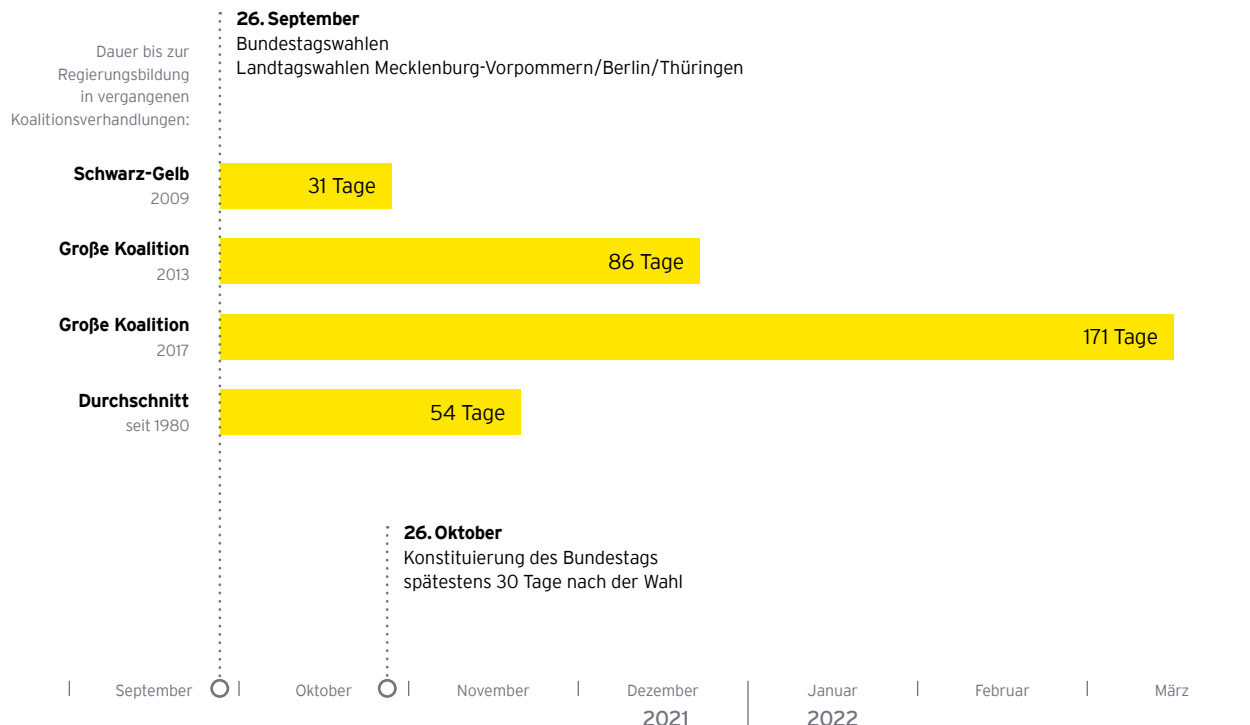 26. September
Bundestagswahlen
Landtagswahlen Mecklenburg-Vorpommern/Berlin/Thüringen
Dauer bis zur
Regierungsbildung
in vergangenen
Koalitionsverhandlungen:
Schwarz-Gelb
2009
31 Tage
Große Koalition
2013
86 Tage
Große Koalition
2017
171 Tage
Durchschnitt
seit 1980
54 Tage
26. Oktober
Konstituierung des Bundestags
spätestens 30 Tage nach der Wahl
September Oktober November Dezember Januar Februar März
2021 2022